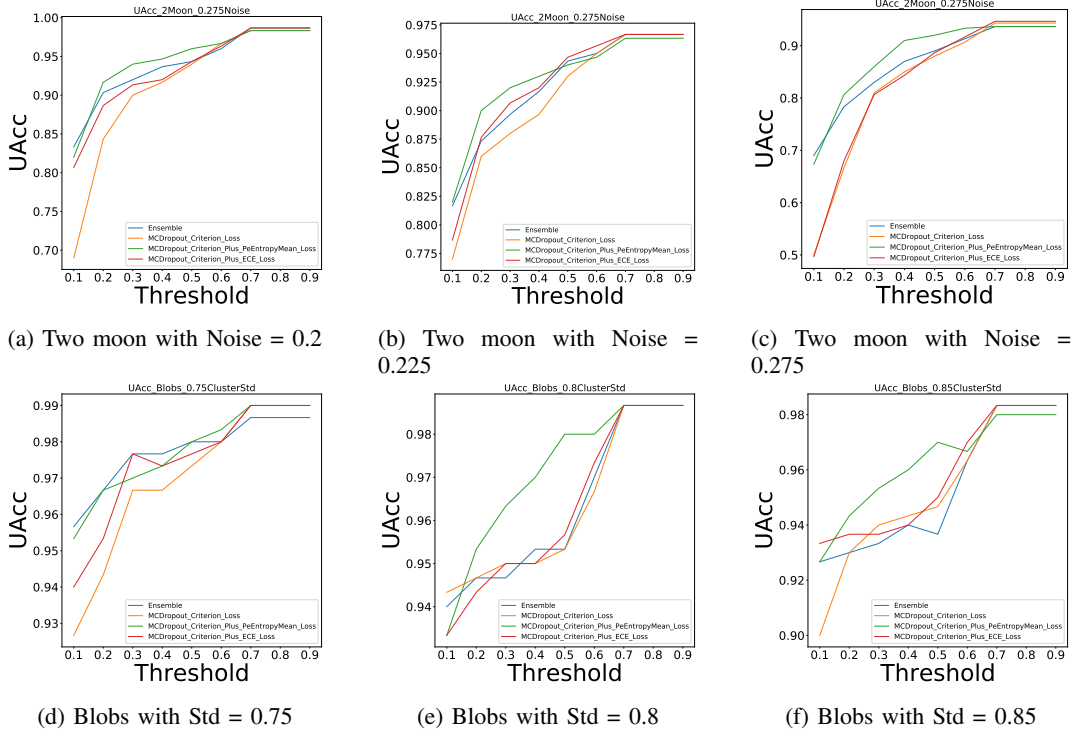 UAcc_2Moon_0.275Noise
1.00
0.95
0.90
0.85
0.80
0.75
0.70
UAcc
Ensemble
MCDropout_Criterion_Loss
MCDropout_Criterion_Plus_PeEntropyMean_Loss
MCDropout_Criterion_Plus_ECE_Loss
0.1 0.2 0.3 0.4 0.5 0.6 0.7 0.8 0.9
Threshold
(a) Two moon with Noise = 0.2
UAcc_2Moon_0.275Noise
0.975
0.950
0.925
0.900
0.875
0.850
0.825
0.800
0.775
UAcc
Ensemble
MCDropout_Criterion_Loss
MCDropout_Criterion_Plus_PeEntropyMean_Loss
MCDropout_Criterion_Plus_ECE_Loss
0.1 0.2 0.3 0.4 0.5 0.6 0.7 0.8 0.9
Threshold
(b) Two moon with Noise =
0.225
UAcc_2Moon_0.275Noise
0.9
0.8
0.7
0.6
0.5
UAcc
Ensemble
MCDropout_Criterion_Loss
MCDropout_Criterion_Plus_PeEntropyMean_Loss
MCDropout_Criterion_Plus_ECE_Loss
0.1 0.2 0.3 0.4 0.5 0.6 0.7 0.8 0.9
Threshold
(c) Two moon with Noise =
0.275
UAcc_Blobs_0.75ClusterStd
0.99
0.98
0.97
0.96
0.95
0.94
0.93
UAcc
Ensemble
MCDropout_Criterion_Loss
MCDropout_Criterion_Plus_PeEntropyMean_Loss
MCDropout_Criterion_Plus_ECE_Loss
0.1 0.2 0.3 0.4 0.5 0.6 0.7 0.8 0.9
Threshold
(d) Blobs with Std = 0.75
UAcc_Blobs_0.8ClusterStd
0.98
0.97
0.96
0.95
0.94
UAcc
Ensemble
MCDropout_Criterion_Loss
MCDropout_Criterion_Plus_PeEntropyMean_Loss
MCDropout_Criterion_Plus_ECE_Loss
0.1 0.2 0.3 0.4 0.5 0.6 0.7 0.8 0.9
Threshold
(e) Blobs with Std = 0.8
UAcc_Blobs_0.85ClusterStd
0.98
0.96
0.94
0.92
0.90
UAcc
Ensemble
MCDropout_Criterion_Loss
MCDropout_Criterion_Plus_PeEntropyMean_Loss
MCDropout_Criterion_Plus_ECE_Loss
0.1 0.2 0.3 0.4 0.5 0.6 0.7 0.8 0.9
Threshold
(f) Blobs with Std = 0.85